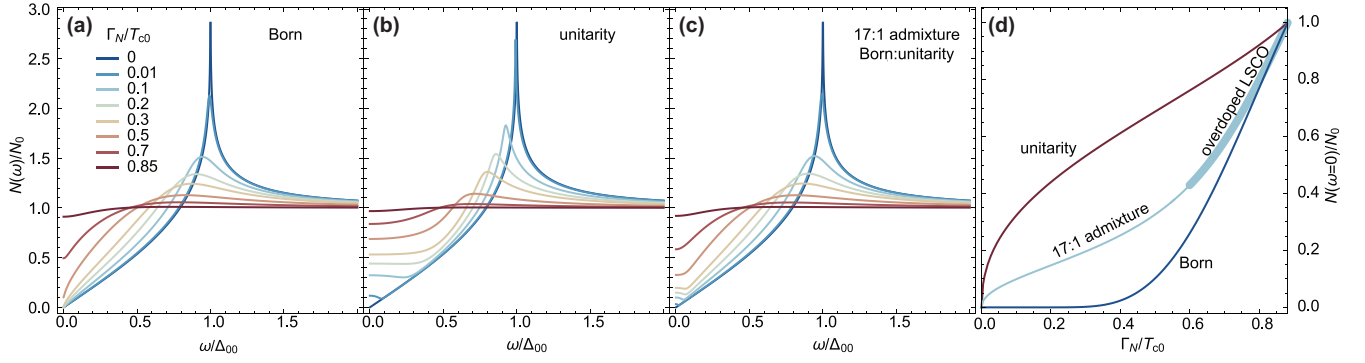 (a)
Born
Γ_N/T_c0
0
0.01
0.1
0.2
0.3
0.5
0.7
0.85
N(ω)/N_0
3.0
2.5
2.0
1.5
1.0
0.5
0.0
0.0 0.5 1.0 1.5
ω/Δ_00
(b)
unitarity
0.0 0.5 1.0 1.5
ω/Δ_00
(c)
17:1 admixture
Born:unitarity
0.0 0.5 1.0 1.5
ω/Δ_00
(d)
unitarity
overdoped LSCO
17:1 admixture
Born
1.0
0.8
0.6
0.4
0.2
0.0
N(ω=0)/N_0
0.0 0.2 0.4 0.6 0.8
Γ_N/T_c0